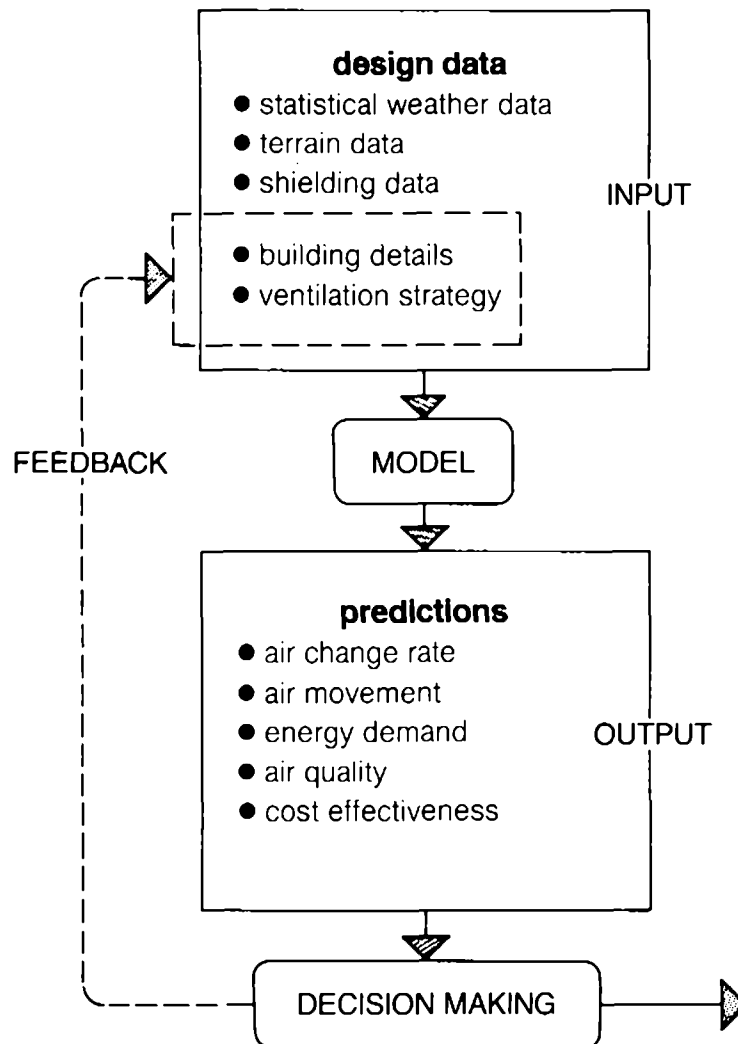 design data
● statistical weather data
● terrain data
● shielding data
INPUT
● building details
● ventilation strategy
FEEDBACK
MODEL
predictions
● air change rate
● air movement
● energy demand
OUTPUT
● air quality
● cost effectiveness
DECISION MAKING